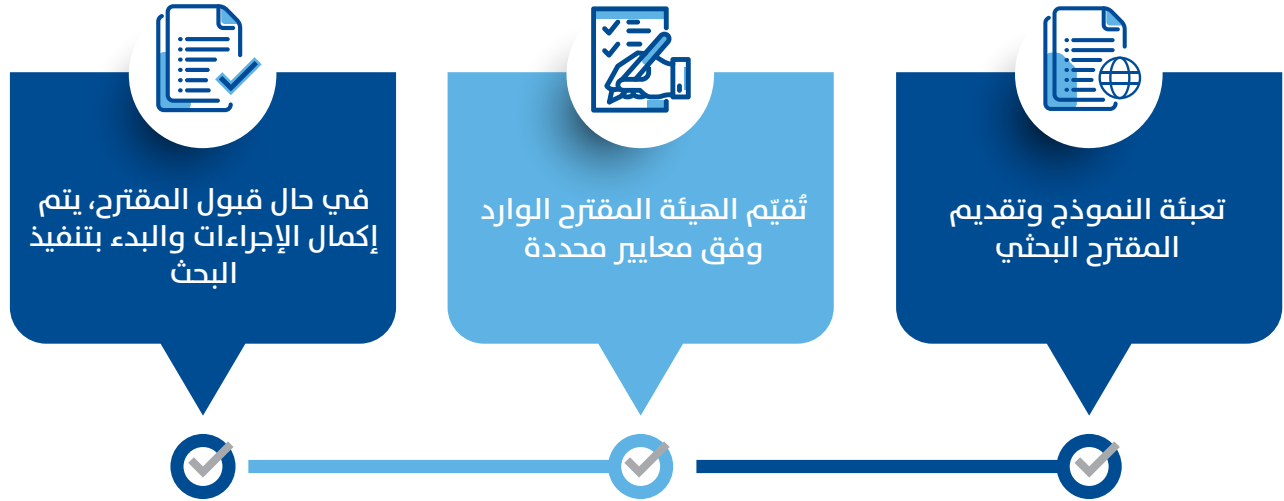 تعبئة النموذج وتقديم
المقترح البحثي
تُقيّم الهيئة المقترح الوارد
وفق معايير محددة
في حال قبول المقترح، يتم
إكمال الإجراءات والبدء بتنفيذ
البحث